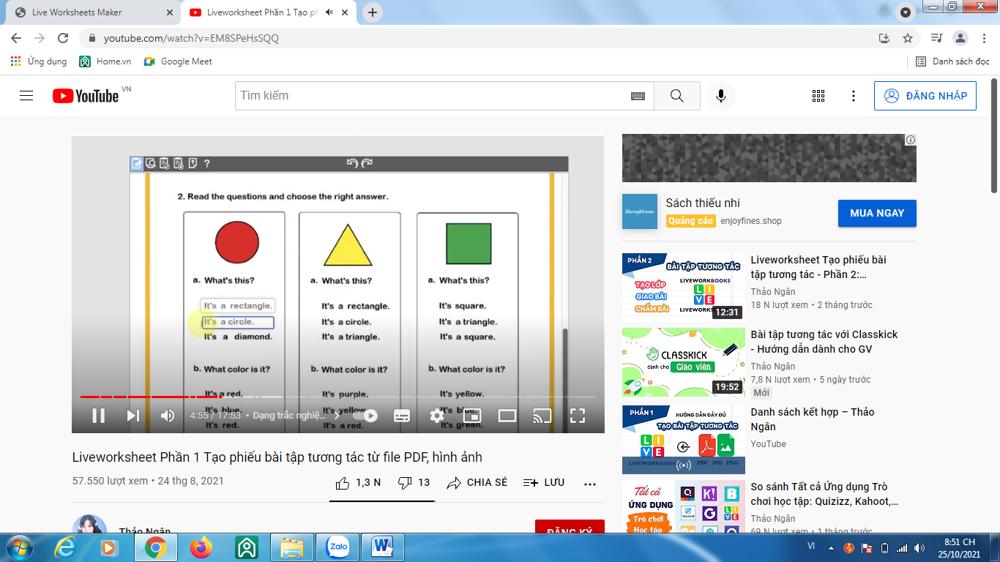 Live Worksheets Maker
Liveworksheet Phần 1 Tạo ph
youtube.com/watch?v=EM8SPeHsSQQ
Ứng dụng
Home.vn
Google Meet
Danh sách đọc
YouTube VN
Tìm kiếm
ĐĂNG NHẬP
?
2. Read the questions and choose the right answer.
a. What's this?
It's a rectangle.
It's a circle.
It's a diamond.
b. What color is it?
It's a red.
It's blue.
It's red.
a. What's this?
It's a rectangle.
It's a circle.
It's a triangle.
b. What color is it?
It's purple.
It's yellow
It's a red.
a. What's this?
It's square.
It's a triangle.
It's a square.
b. What color is it?
It's yellow.
It's blue.
It's green.
4:55 / 17:53 • Dạng trắc nghiệ...
Liveworksheet Phần 1 Tạo phiếu bài tập tương tác từ file PDF, hình ảnh
57.550 lượt xem • 24 thg 8, 2021
1,3 N
13
CHIA SẺ
LƯU
Thảo Ngân
ĐĂNG KÝ
Sách thiếu nhi
Quảng cáo enjoyfines.shop
MUA NGAY
PHẦN 2
BÀI TẬP TƯƠNG TÁC
TẠO LỚP
GIAO BÀI
CHẤM BÀI
LIVEWORKBOOKS
LIVE
12:31
Liveworksheet Tạo phiếu bài
tập tương tác - Phần 2:...
Thảo Ngân
18 N lượt xem • 2 tháng trước
CLASSKICK
dành cho Giáo viên
19:52
Bài tập tương tác với Classkick
- Hướng dẫn dành cho GV
Thảo Ngân
7,8 N lượt xem • 5 ngày trước
Mới
PHẦN 1
HƯỚNG DẪN ĐẦY ĐỦ
TẠO BÀI TẬP TƯƠNG TÁC
LIVE
PDF JPG PNG
Danh sách kết hợp – Thảo
Ngân
YouTube
Tất cả
ỨNG DỤNG
Trò chơi
Học tập
K!
B
LIVE
So sánh Tất cả Ứng dụng Trò
chơi học tập: Quizizz, Kahoot,...
Thảo Ngân
69 N lượt xem • 1 tháng trước
Zalo
VI
8:51 CH
25/10/2021